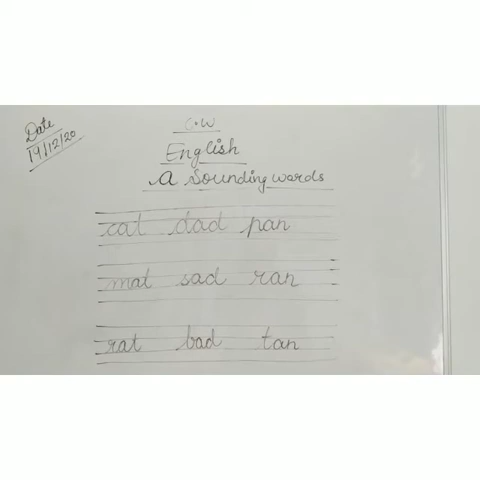 Date
19/12/20
C.W
English
A Sounding words
cat dad pan
mat sad ran
rat bad tan